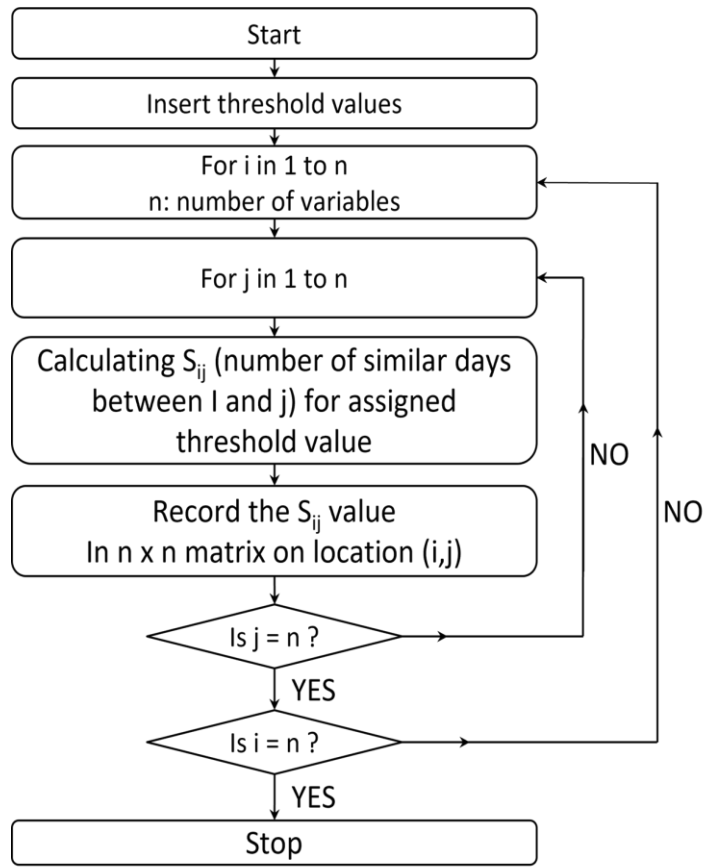 Start
Insert threshold values
For i in 1 to n
n: number of variables
For j in 1 to n
Calculating Sij (number of similar days
between I and j) for assigned
threshold value
Record the Sij value
In n x n matrix on location (i,j)
Is j = n ?
NO
YES
Is i = n ?
NO
YES
Stop